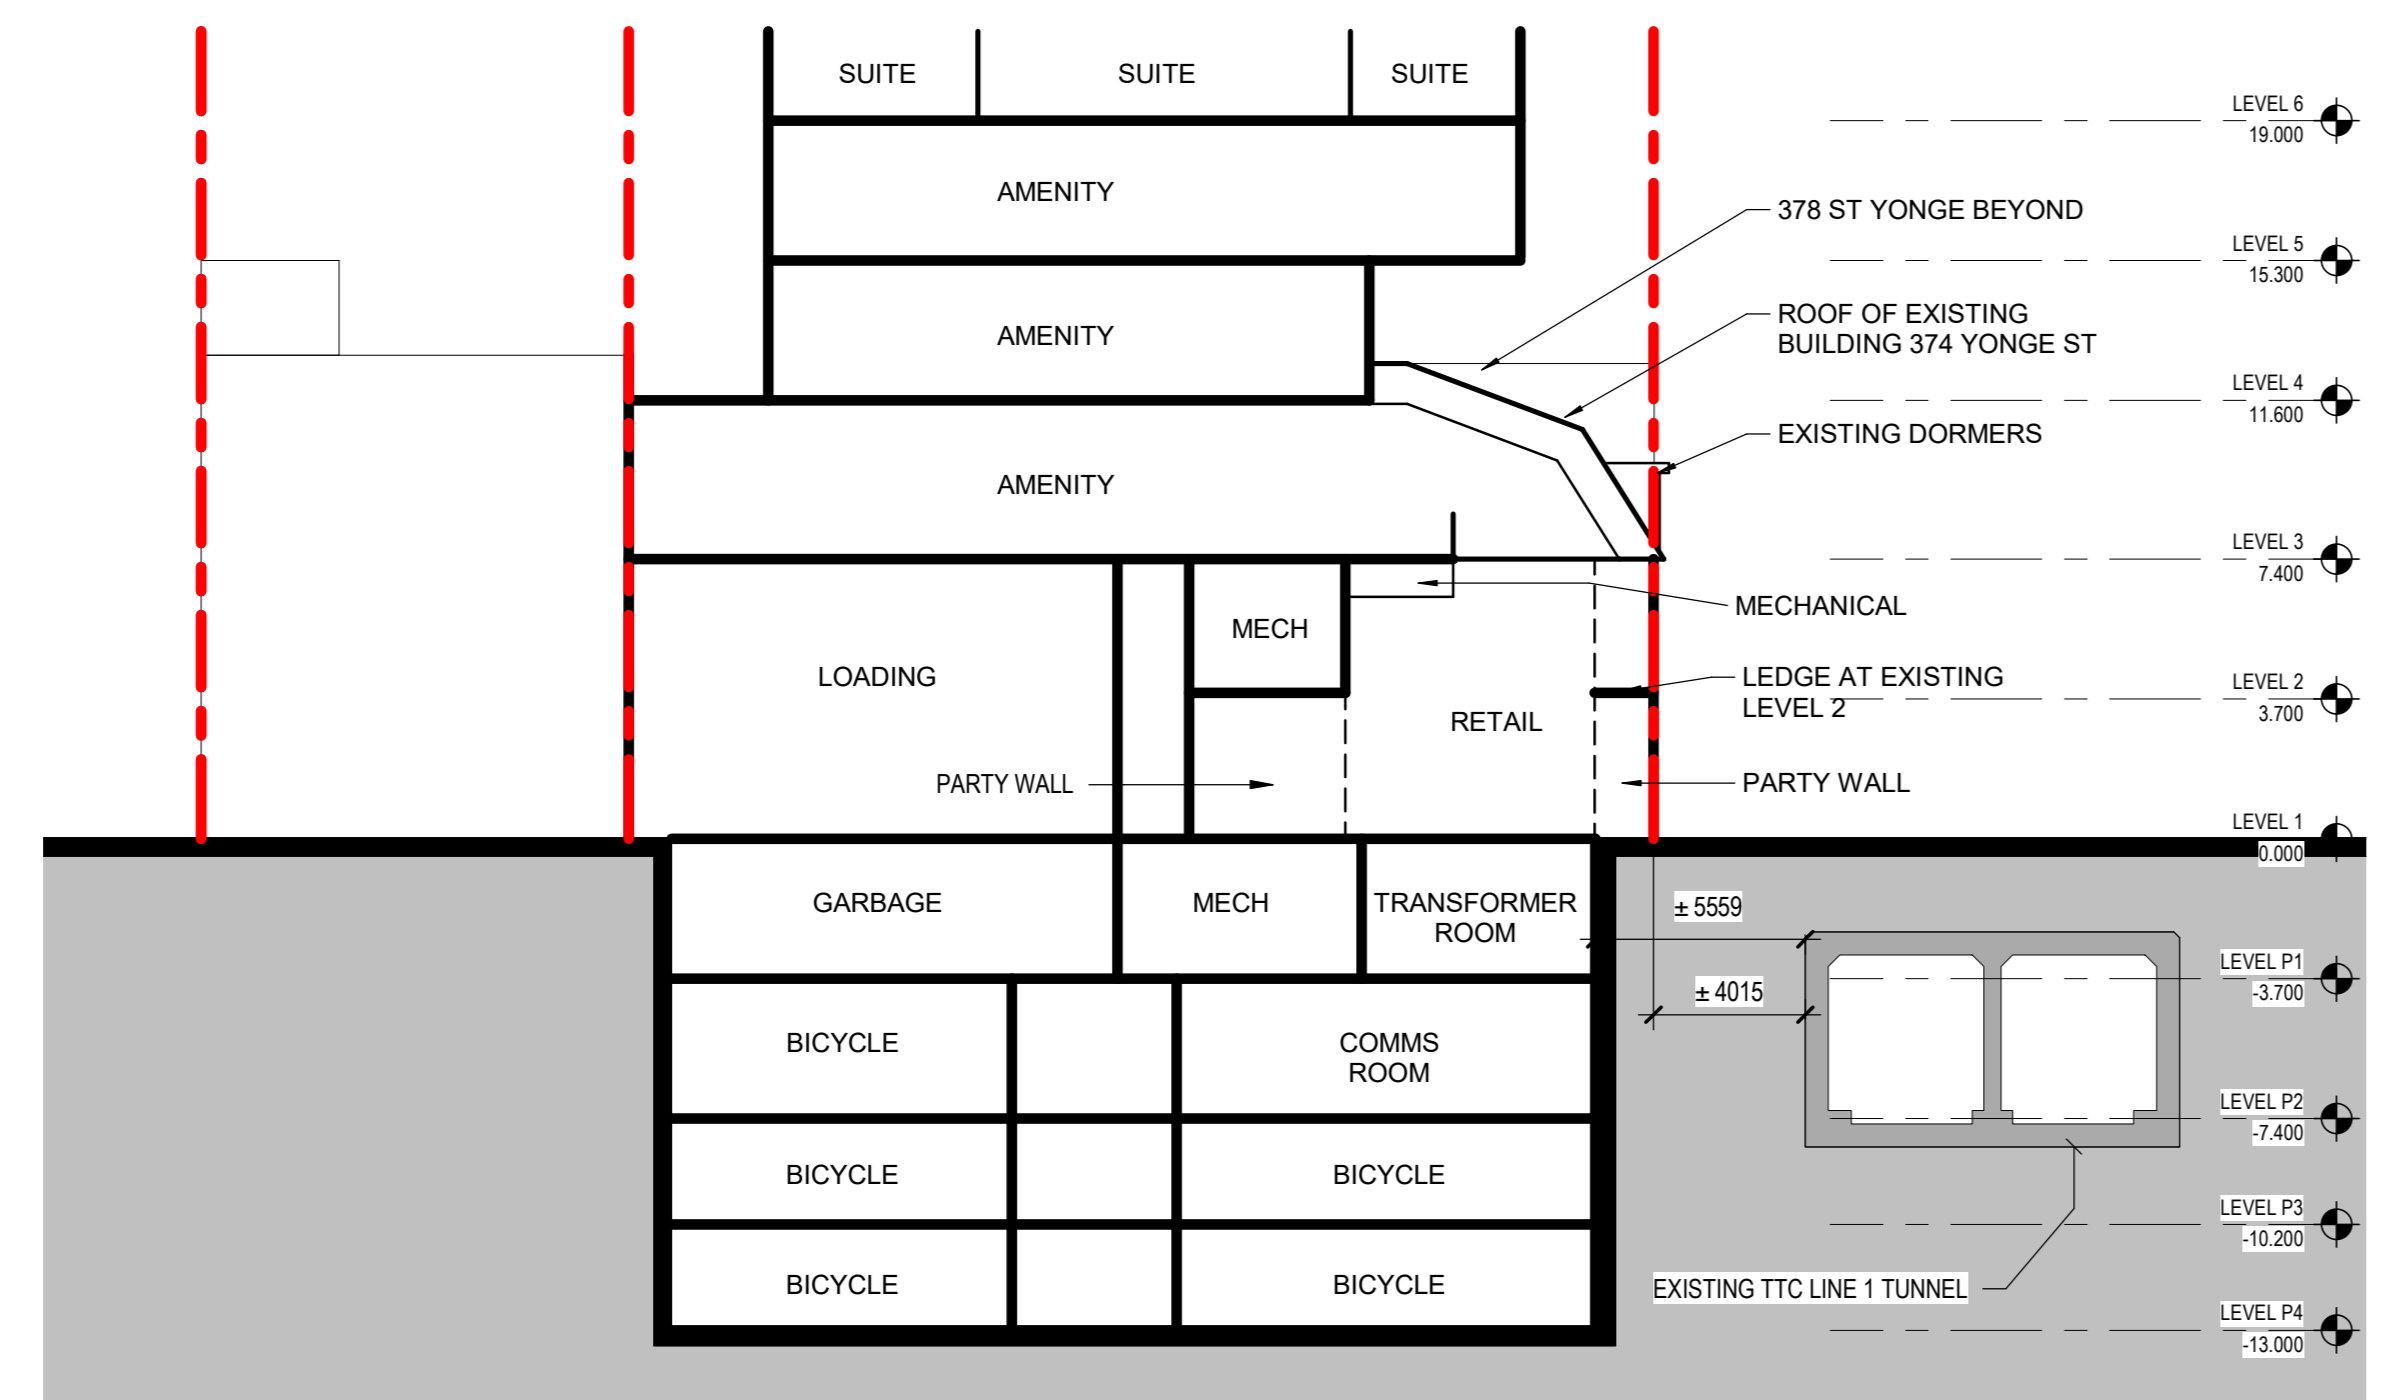 SUITE SUITE SUITE
LEVEL 6
19.000
AMENITY
378 ST YONGE BEYOND
LEVEL 5
15.300
AMENITY
ROOF OF EXISTING
BUILDING 374 YONGE ST
LEVEL 4
11.600
EXISTING DORMERS
AMENITY
LEVEL 3
7.400
MECHANICAL
MECH
LOADING
LEDGE AT EXISTING
LEVEL 2
LEVEL 2
3.700
RETAIL
PARTY WALL
PARTY WALL
LEVEL 1
0.000
GARBAGE
MECH
TRANSFORMER
ROOM
± 5559
LEVEL P1
-3.700
± 4015
BICYCLE
COMMS
ROOM
LEVEL P2
-7.400
BICYCLE
BICYCLE
LEVEL P3
-10.200
BICYCLE
BICYCLE
EXISTING TTC LINE 1 TUNNEL
LEVEL P4
-13.000